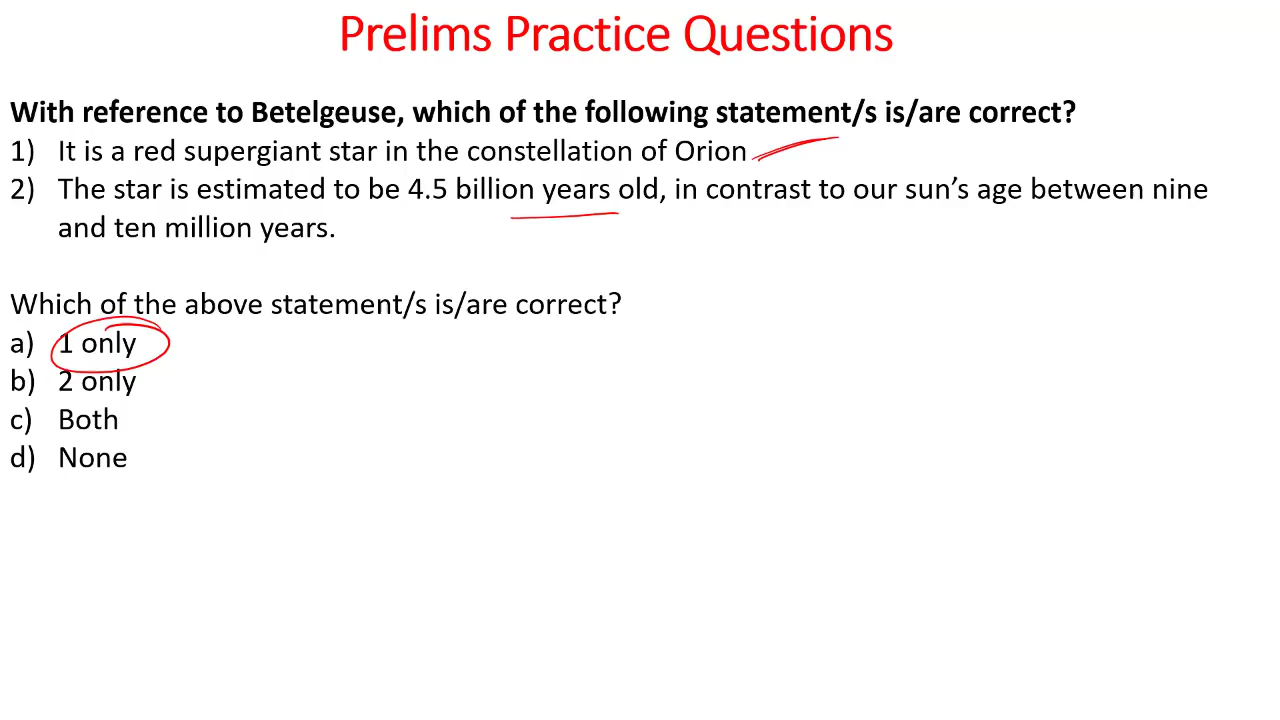 Prelims Practice Questions
With reference to Betelgeuse, which of the following statement/s is/are correct?
1) It is a red supergiant star in the constellation of Orion
2) The star is estimated to be 4.5 billion years old, in contrast to our sun’s age between nine
and ten million years.
Which of the above statement/s is/are correct?
a) 1 only
b) 2 only
c) Both
d) None